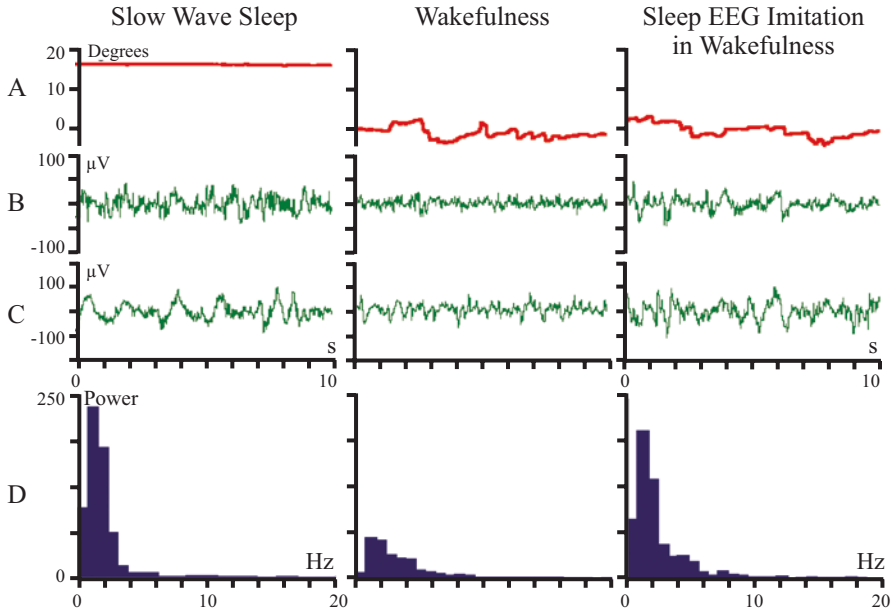 Slow Wave Sleep
Wakefulness
Sleep EEG Imitation
in Wakefulness
A
20
Degrees
10
0
B
100
µV
-100
C
µV
100
-100
s
0
10
s
0
10
D
250
Power
0
Hz
0
10
20
Hz
Hz
0
10
20